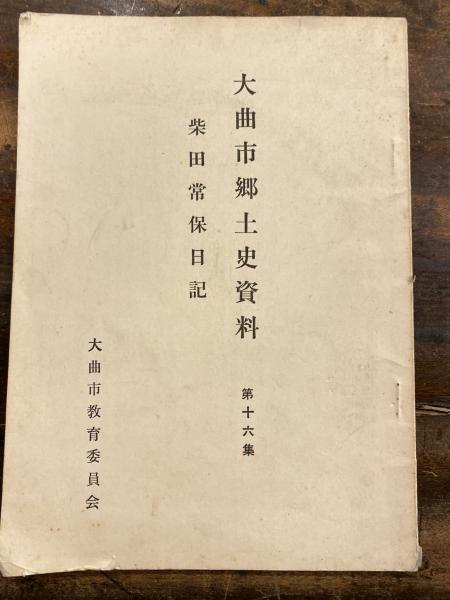 大曲市郷土史資料 第十六集
柴田常保日記
大曲市教育委員会